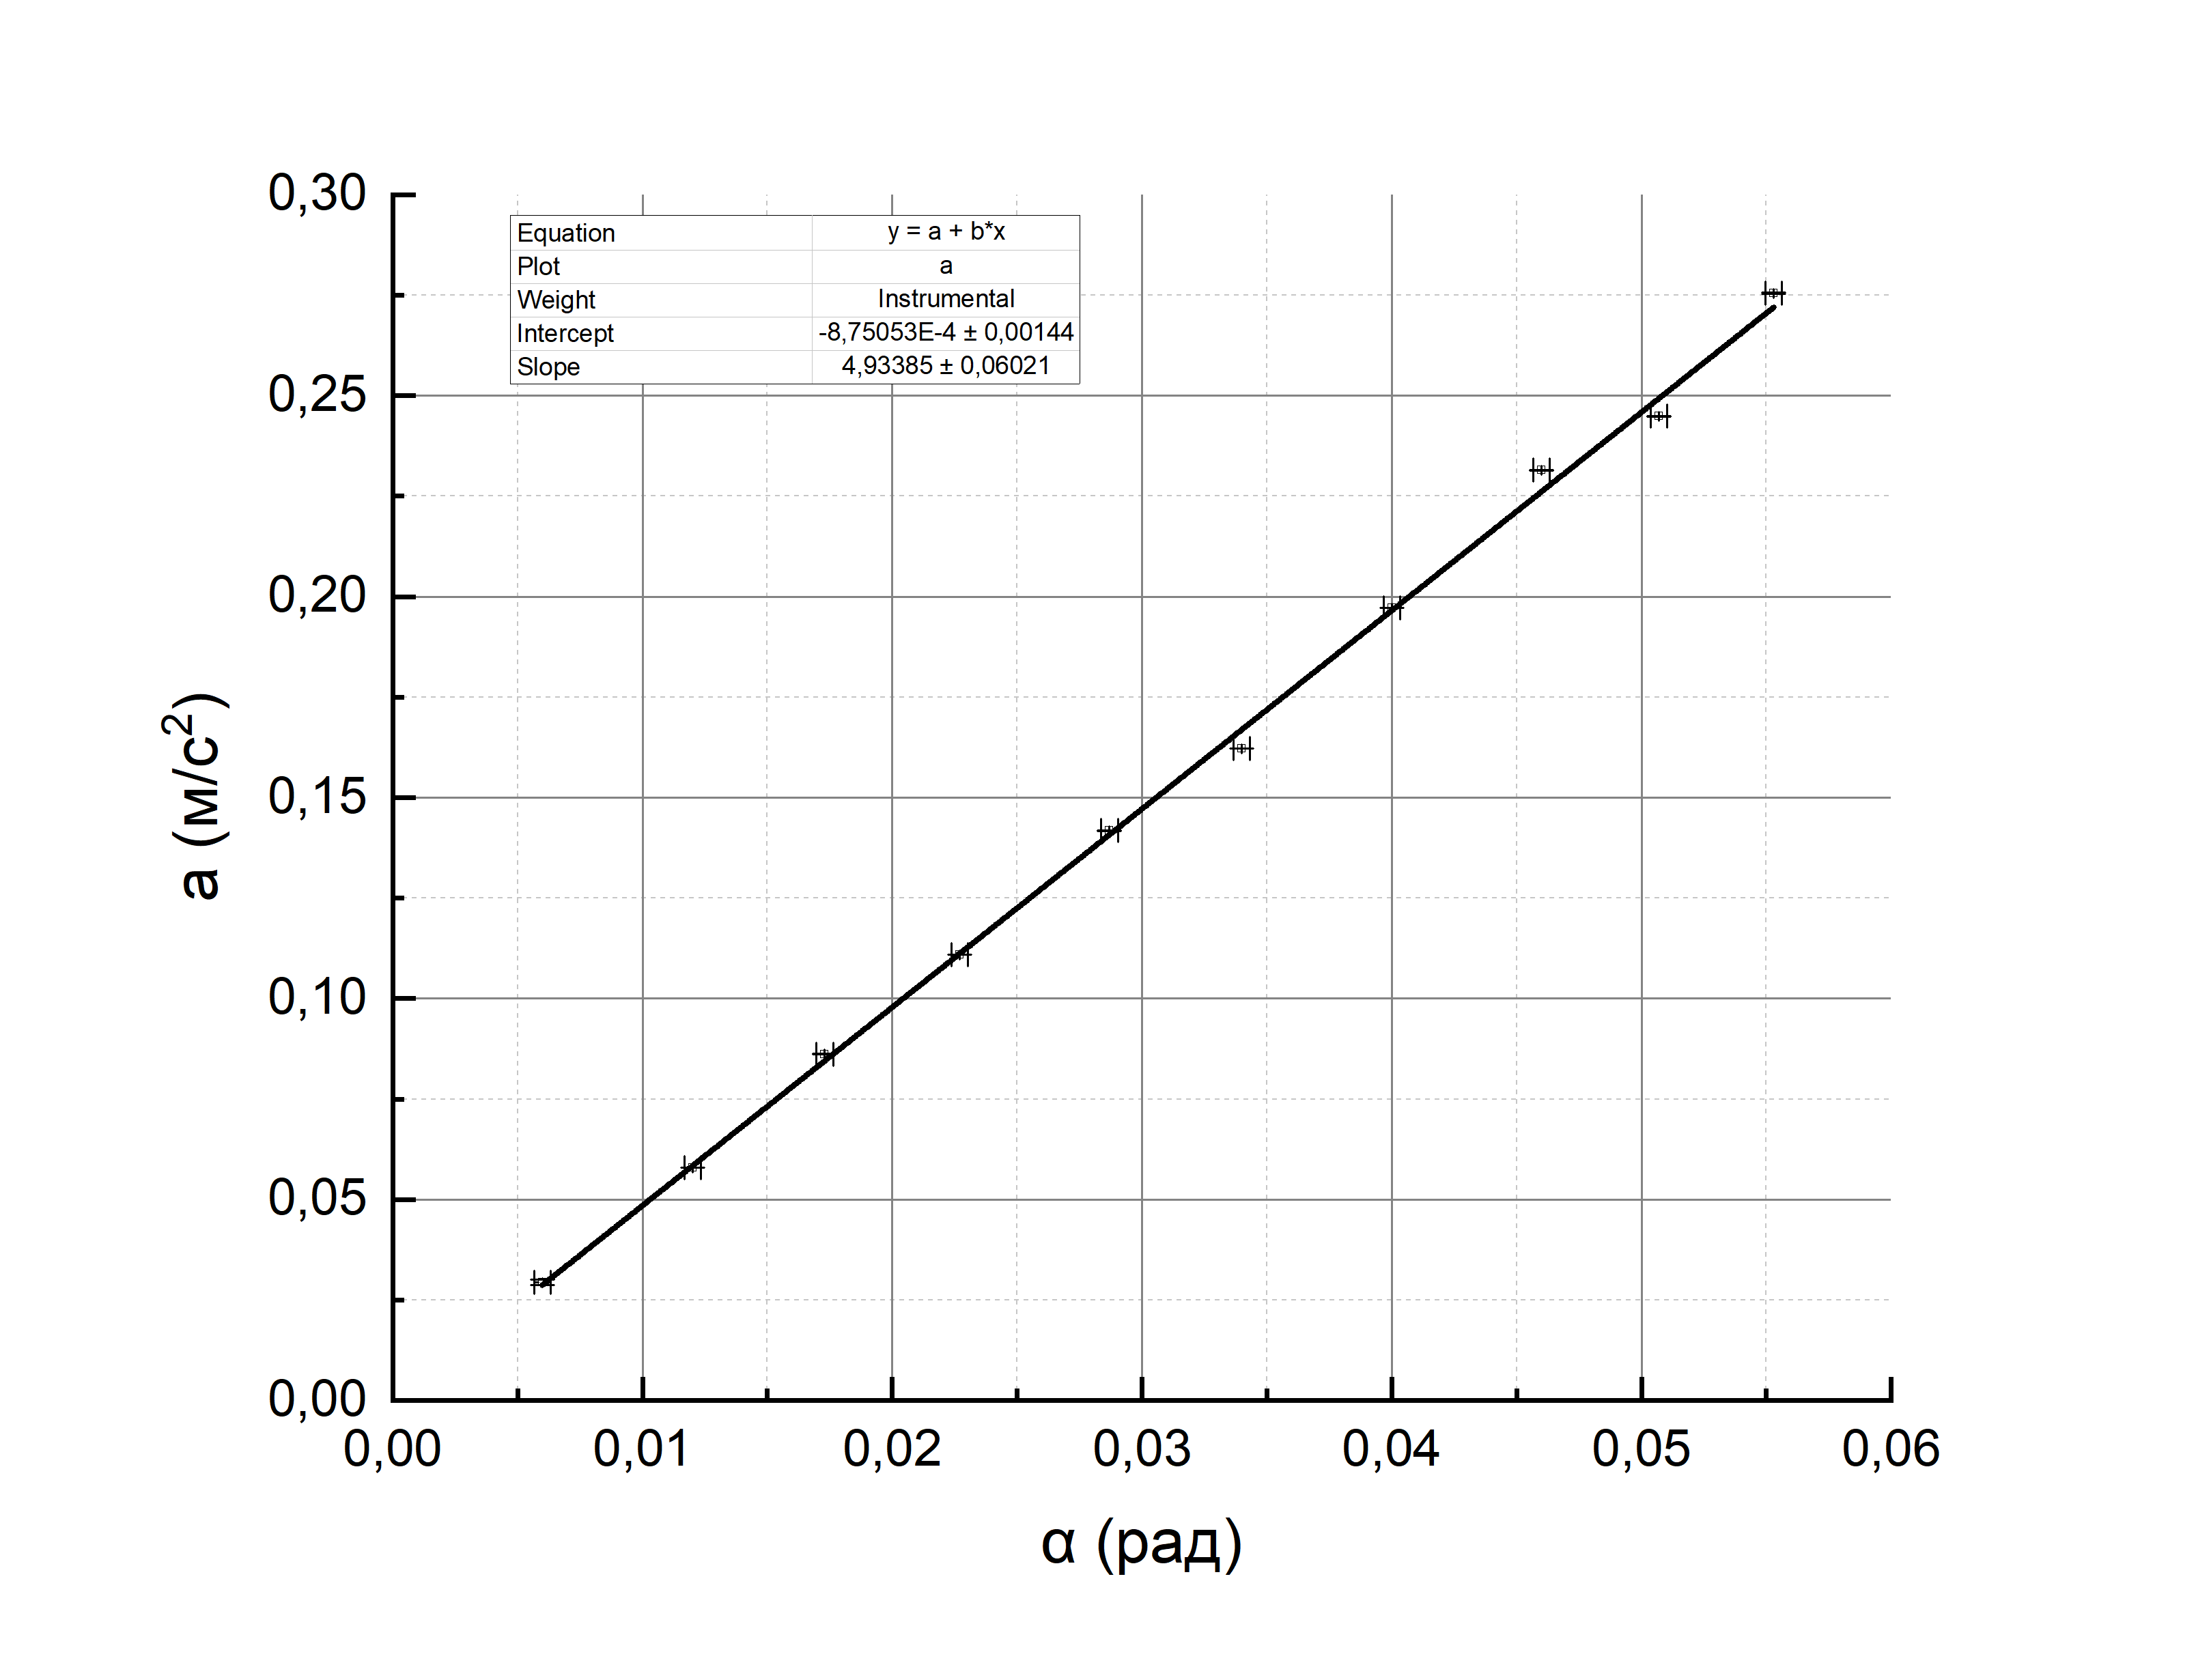 0,30
0,25
0,20
0,15
0,10
0,05
0,00
a (м/с²)
Equation y = a + b*x
Plot a
Weight Instrumental
Intercept -8,75053E-4 ± 0,00144
Slope 4,93385 ± 0,06021
0,00 0,01 0,02 0,03 0,04 0,05 0,06
α (рад)